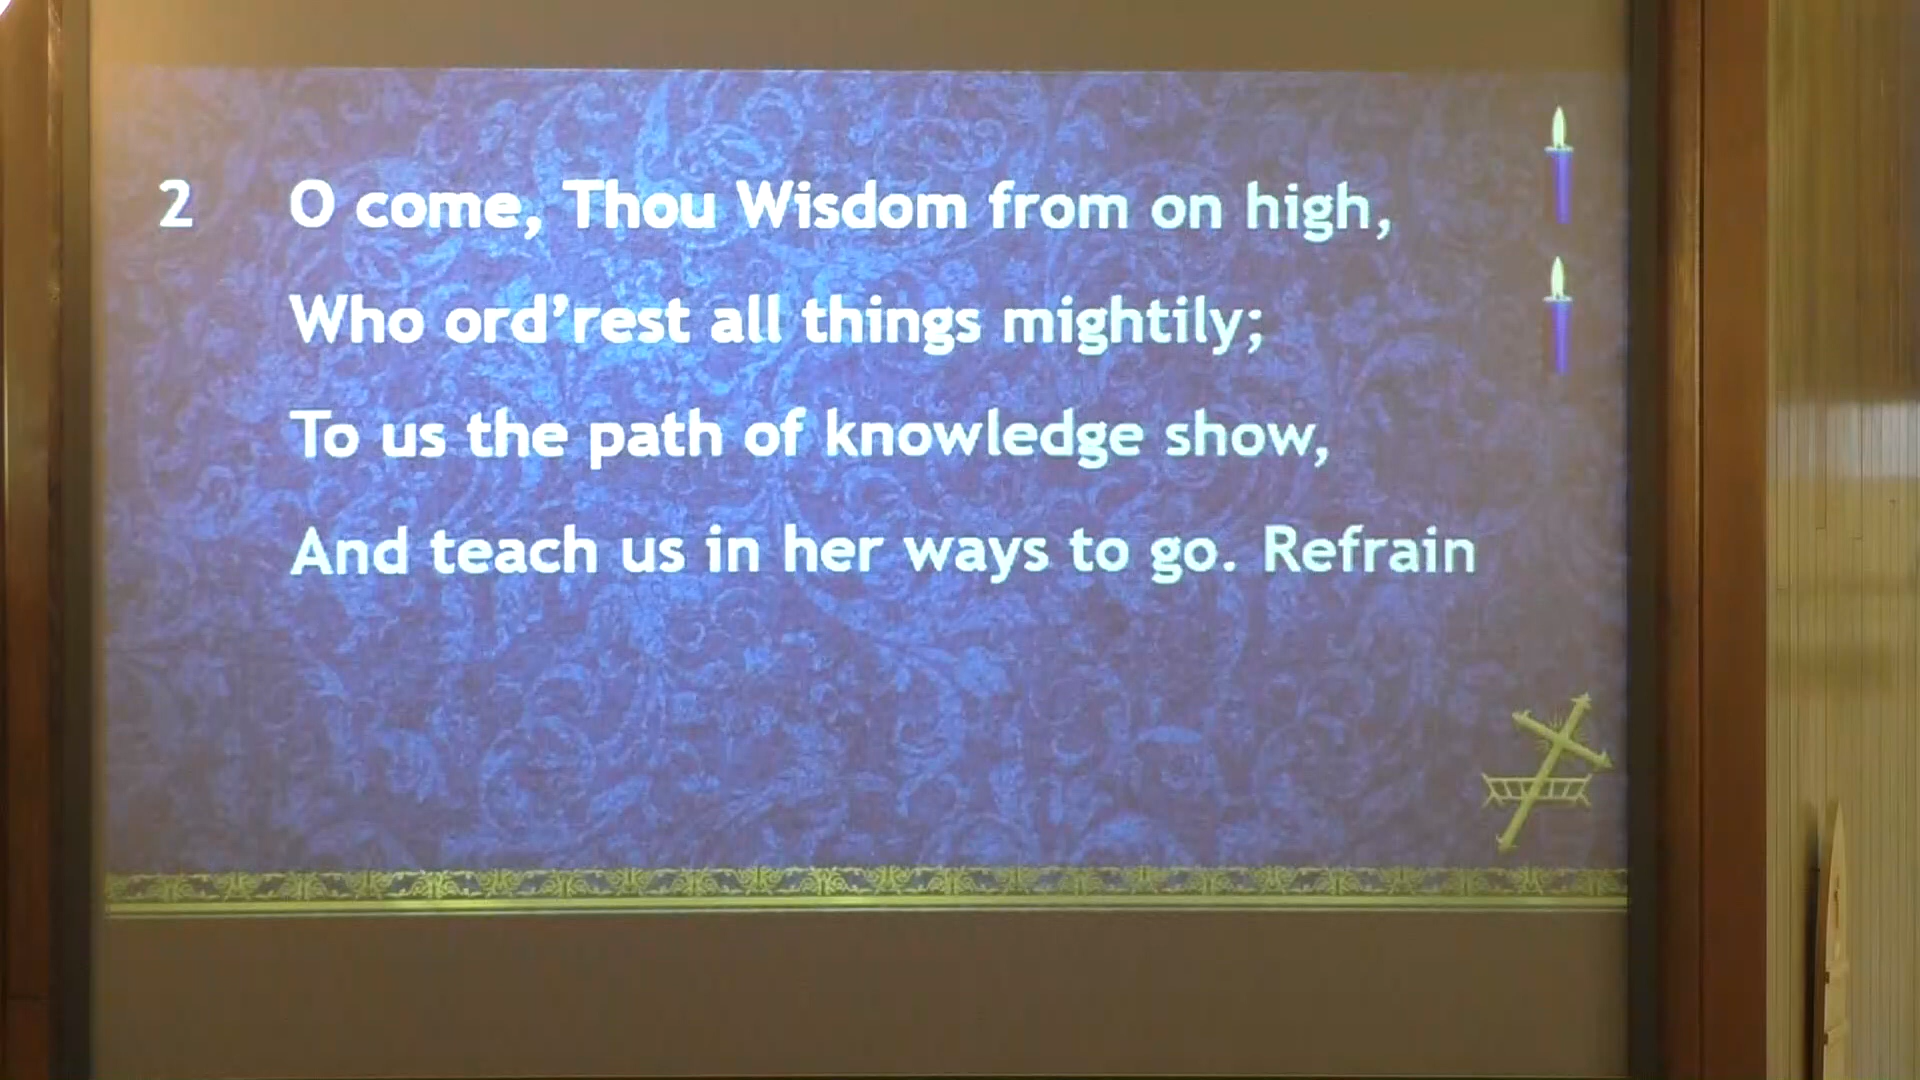 2 O come, Thou Wisdom from on high,
Who ord’rest all things mightily;
To us the path of knowledge show,
And teach us in her ways to go. Refrain